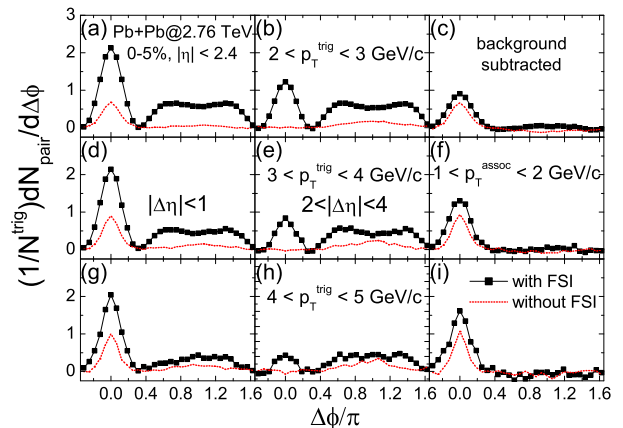 (a) Pb+Pb@2.76 TeV
0-5%, |η| < 2.4
(b)
2 < p_T^trig < 3 GeV/c
(c)
background
subtracted
(d)
|Δη|<1
(e)
3 < p_T^trig < 4 GeV/c
2<|Δη|<4
(f)
1 < p_T^assoc < 2 GeV/c
(g)
(h)
4 < p_T^trig < 5 GeV/c
(i)
with FSI
without FSI
(1/N^trig)dN_pair/dΔφ
2
1
0
2
1
0
2
1
0
0.0 0.4 0.8 1.2 1.6 0.0 0.4 0.8 1.2 1.6 0.0 0.4 0.8 1.2 1.6
Δφ/π